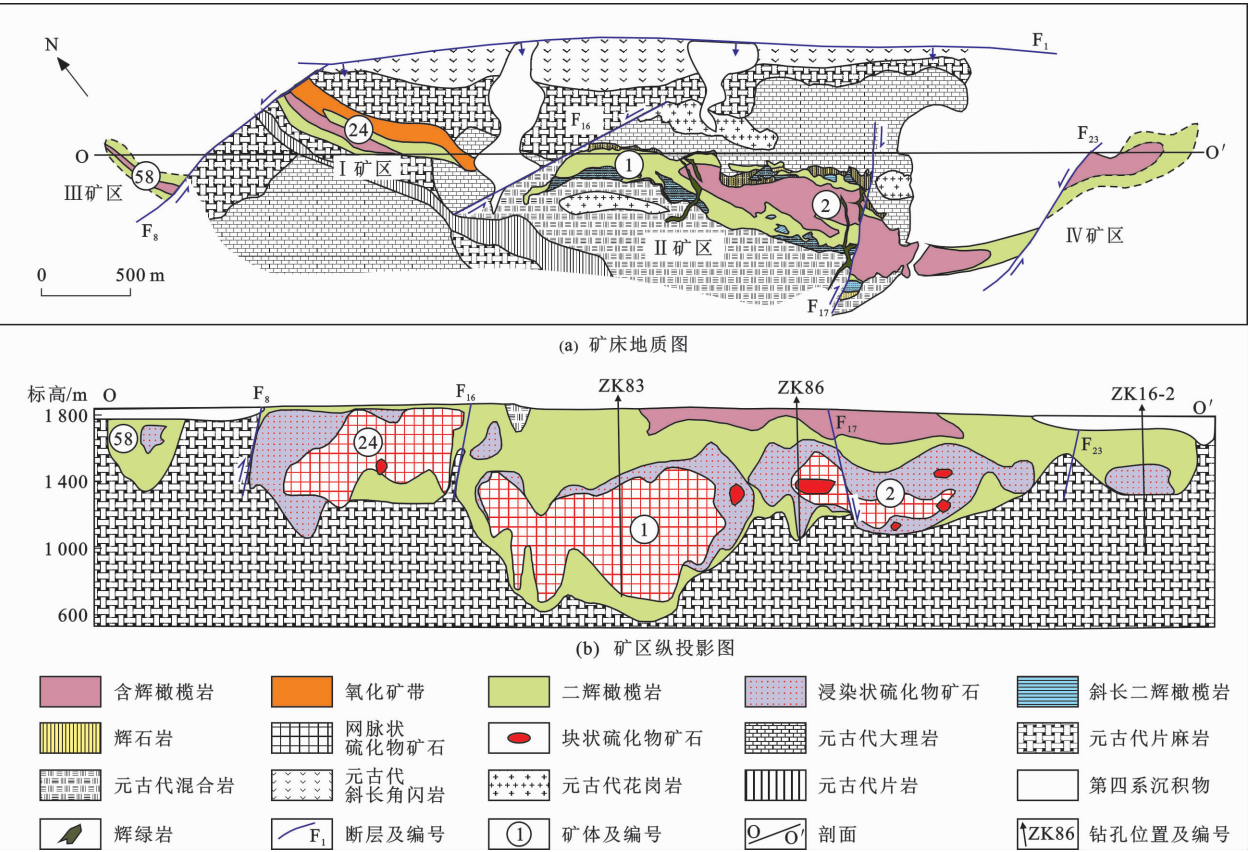 N
F₁
F₁₆
24
F₂₃
O
O′
1
58
Ⅰ矿区
Ⅲ矿区
2
F₈
Ⅱ矿区
Ⅳ矿区
0 500 m
F₁₇
(a) 矿床地质图
标高/m
O
F₈
F₁₆
ZK83
ZK86
ZK16-2
O′
1 800
58
24
F₁₇
F₂₃
1 400
2
1
1 000
600
(b) 矿区纵投影图
含辉橄榄岩
氧化矿带
二辉橄榄岩
浸染状硫化物矿石
斜长二辉橄榄岩
辉石岩
网脉状
硫化物矿石
块状硫化物矿石
元古代大理岩
元古代片麻岩
元古代混合岩
元古代
斜长角闪岩
元古代花岗岩
元古代片岩
第四系沉积物
辉绿岩
F₁ 断层及编号
1 矿体及编号
O O′ 剖面
ZK86 钻孔位置及编号